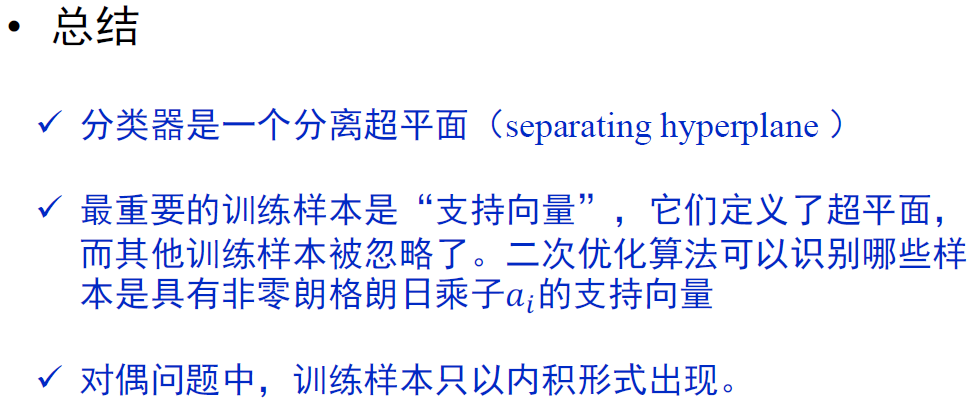 • 总结
✓ 分类器是一个分离超平面（separating hyperplane ）
✓ 最重要的训练样本是“支持向量”，它们定义了超平面，
而其他训练样本被忽略了。二次优化算法可以识别哪些样
本是具有非零朗格朗日乘子aᵢ的支持向量
✓ 对偶问题中，训练样本只以内积形式出现。